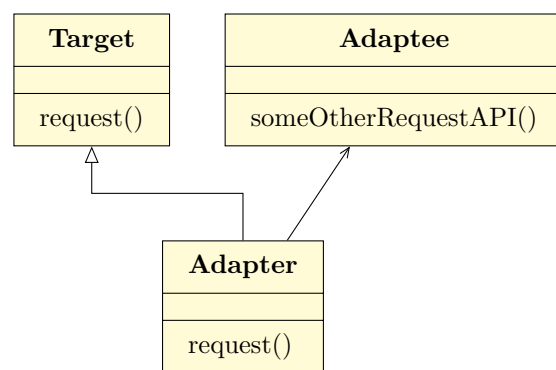 Target
request()
Adaptee
someOtherRequestAPI()
Adapter
request()